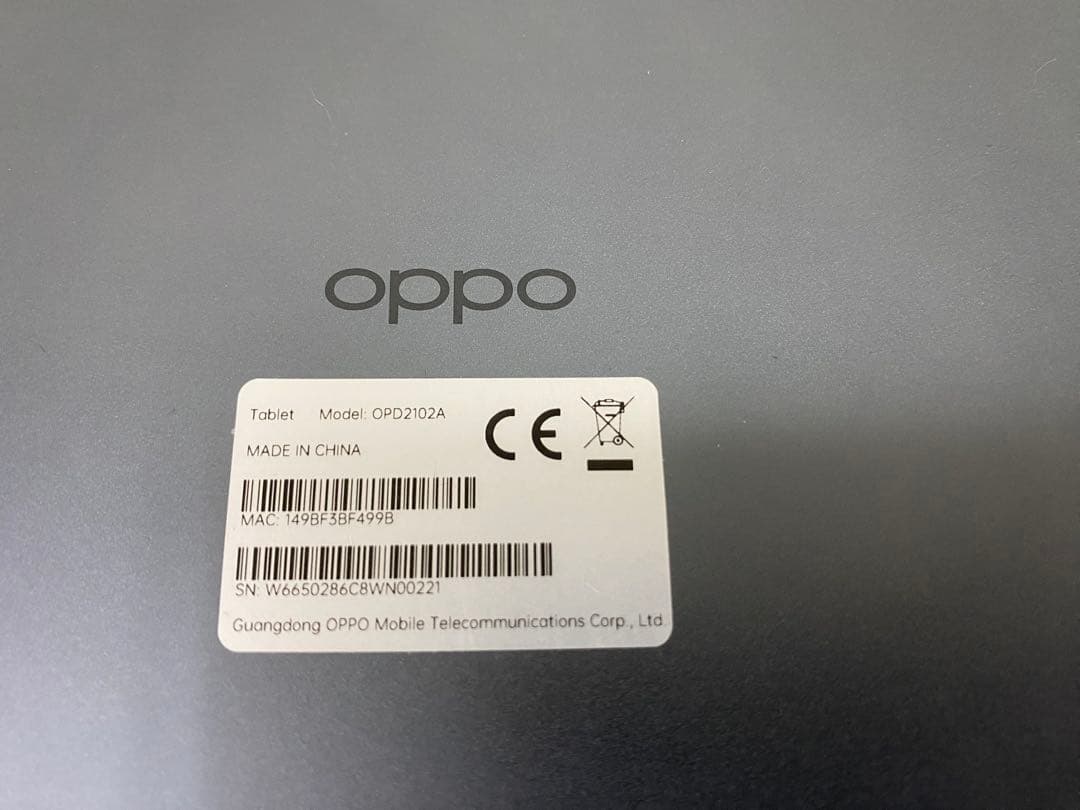 oppo
Tablet Model: OPD2102A
MADE IN CHINA
CE
MAC: 149BF3BF499B
SN: W6650286C8WN00221
Guangdong OPPO Mobile Telecommunications Corp., Ltd.